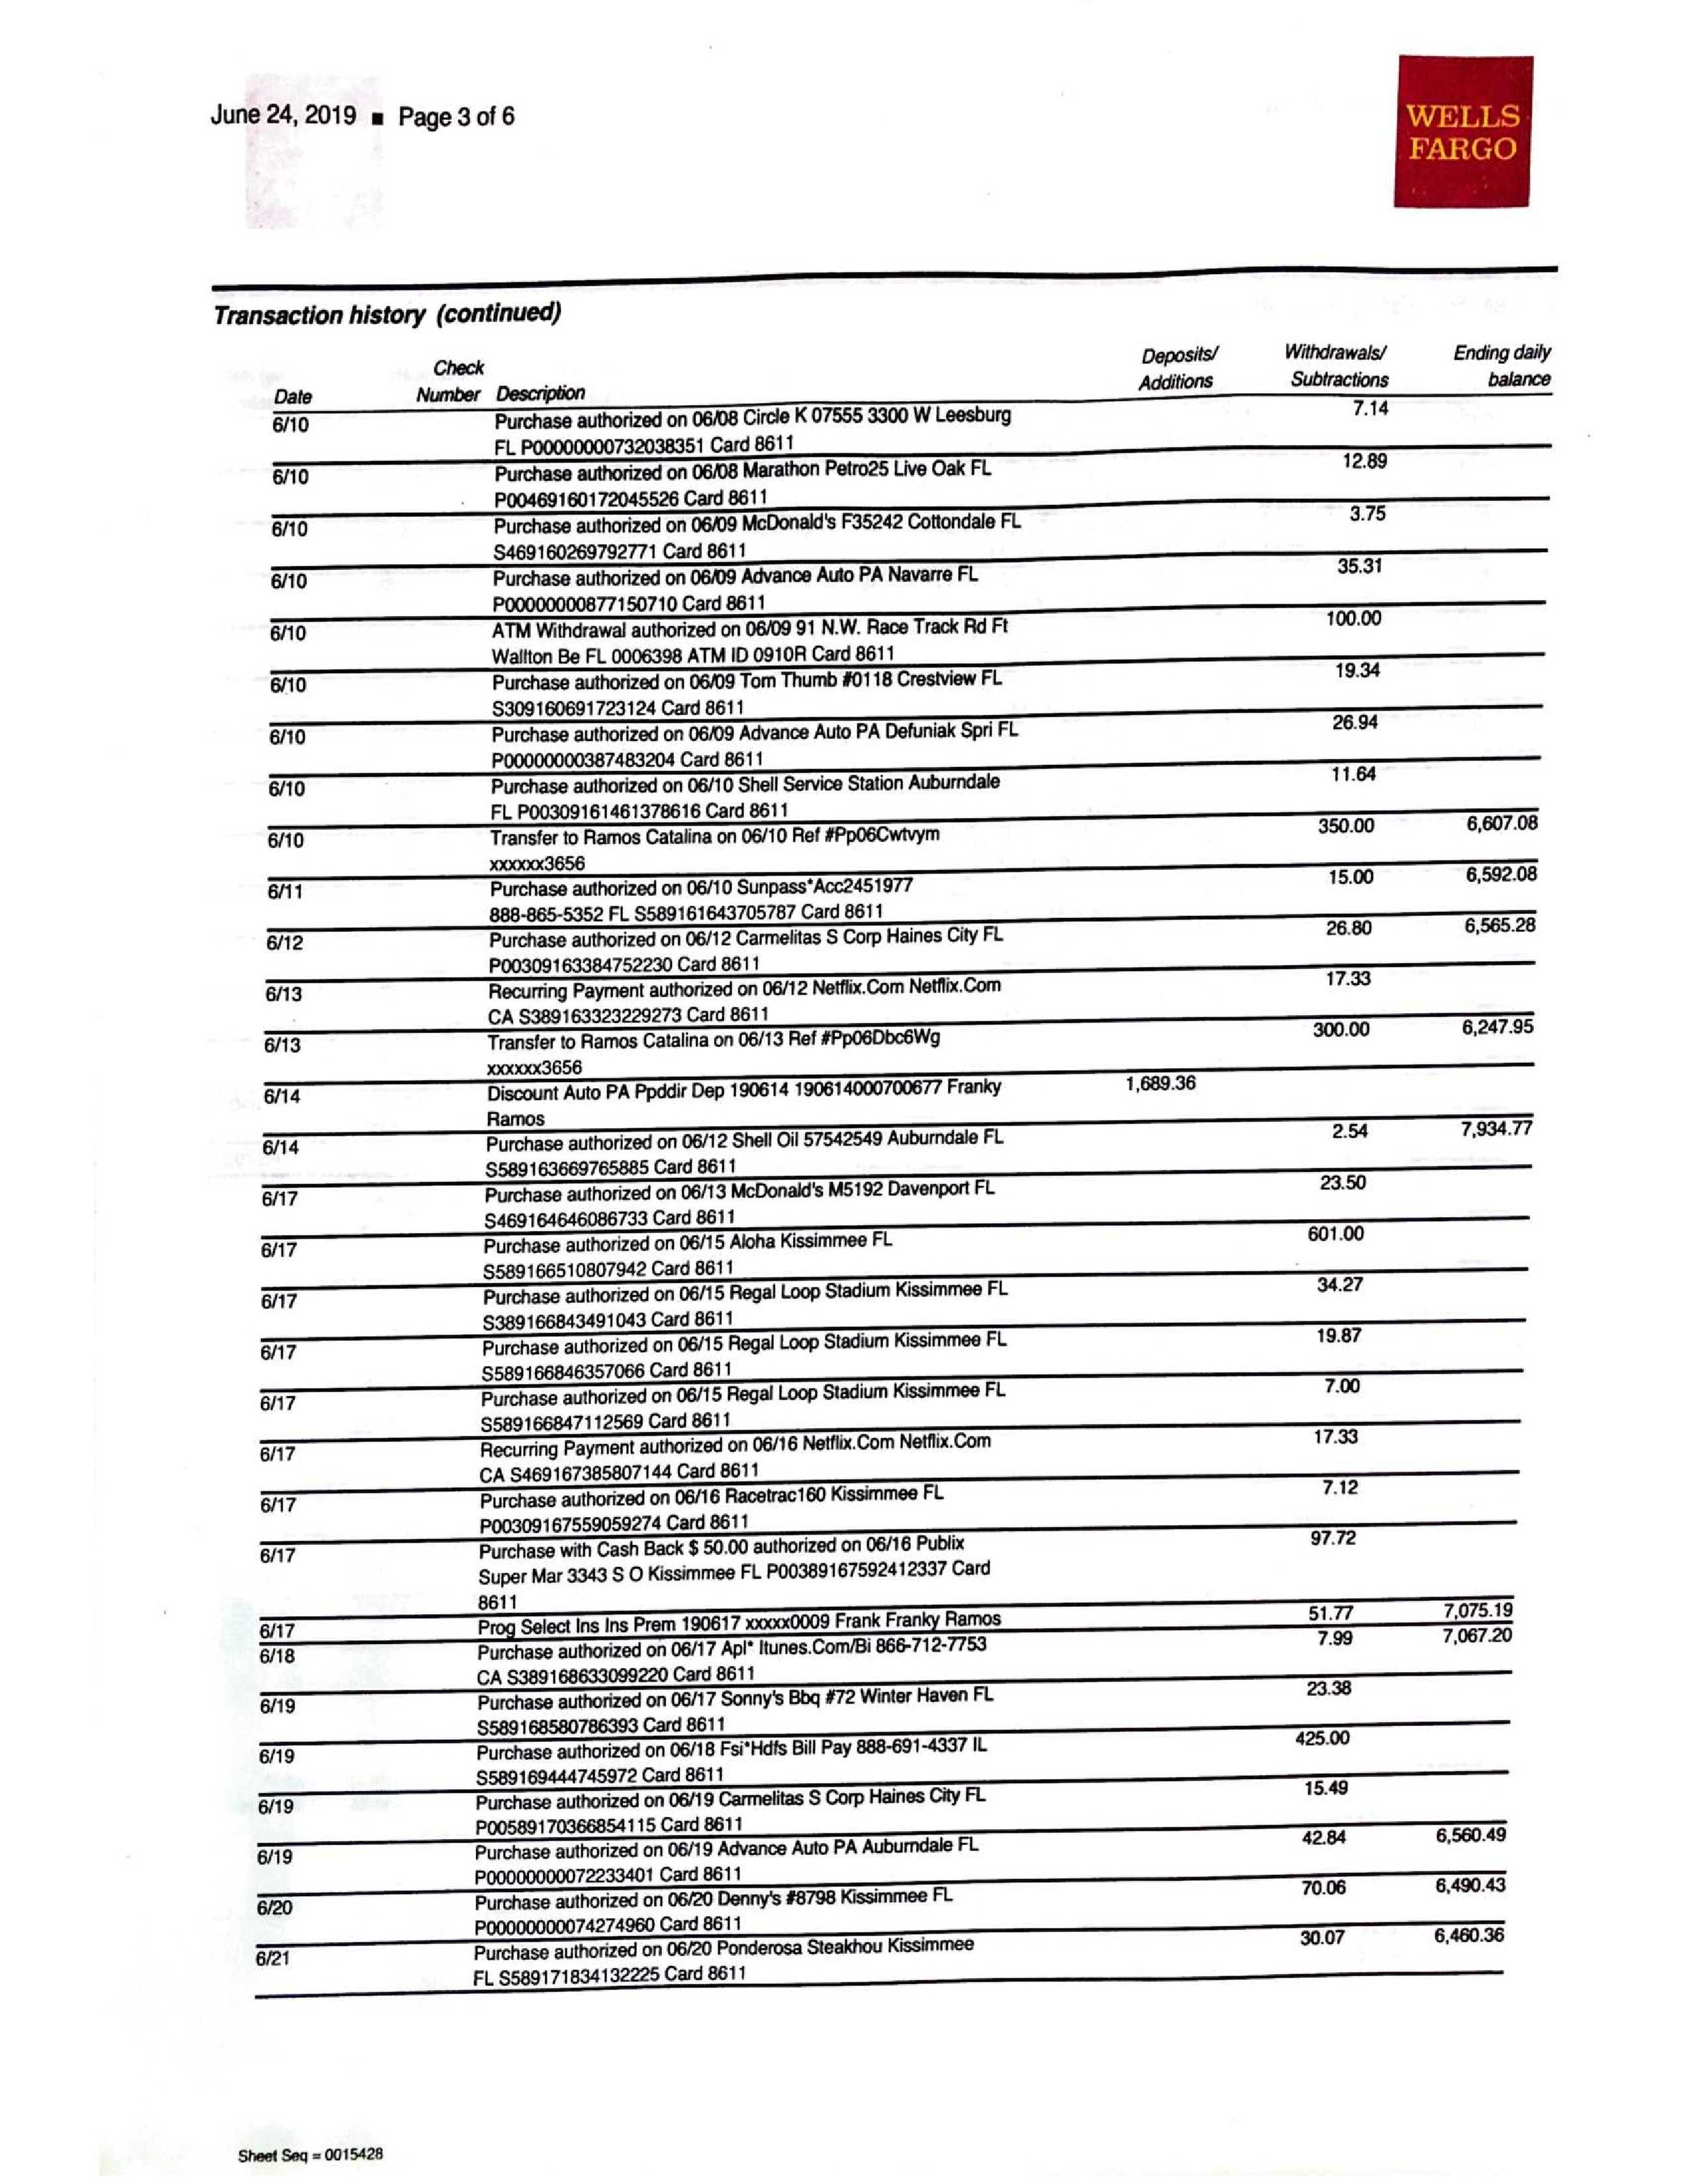 June 24, 2019 ■ Page 3 of 6
WELLS
FARGO
Transaction history (continued)
Check Deposits/ Withdrawals/ Ending daily
Date Number Description Additions Subtractions balance
6/10 Purchase authorized on 06/08 Circle K 07555 3300 W Leesburg 7.14
FL P00000000732038351 Card 8611
6/10 Purchase authorized on 06/08 Marathon Petro25 Live Oak FL 12.89
P00469160172045526 Card 8611
6/10 Purchase authorized on 06/09 McDonald's F35242 Cottondale FL 3.75
S469160269792771 Card 8611
6/10 Purchase authorized on 06/09 Advance Auto PA Navarre FL 35.31
P00000000877150710 Card 8611
6/10 ATM Withdrawal authorized on 06/09 91 N.W. Race Track Rd Ft 100.00
Wallton Be FL 0006398 ATM ID 0910R Card 8611
6/10 Purchase authorized on 06/09 Tom Thumb #0118 Crestview FL 19.34
S309160691723124 Card 8611
6/10 Purchase authorized on 06/09 Advance Auto PA Defuniak Spri FL 26.94
P00000000387483204 Card 8611
6/10 Purchase authorized on 06/10 Shell Service Station Auburndale 11.64
FL P00309161461378616 Card 8611
6/10 Transfer to Ramos Catalina on 06/10 Ref #Pp06Cwtvym 350.00 6,607.08
xxxxxx3656
6/11 Purchase authorized on 06/10 Sunpass*Acc2451977 15.00 6,592.08
888-865-5352 FL S589161643705787 Card 8611
6/12 Purchase authorized on 06/12 Carmelitas S Corp Haines City FL 26.80 6,565.28
P00309163384752230 Card 8611
6/13 Recurring Payment authorized on 06/12 Netflix.Com Netflix.Com 17.33
CA S389163323229273 Card 8611
6/13 Transfer to Ramos Catalina on 06/13 Ref #Pp06Dbc6Wg 300.00 6,247.95
xxxxxx3656
6/14 Discount Auto PA Ppddir Dep 190614 190614000700677 Franky 1,689.36
Ramos
6/14 Purchase authorized on 06/12 Shell Oil 57542549 Auburndale FL 2.54 7,934.77
S589163669765885 Card 8611
6/17 Purchase authorized on 06/13 McDonald's M5192 Davenport FL 23.50
S469164646086733 Card 8611
6/17 Purchase authorized on 06/15 Aloha Kissimmee FL 601.00
S589166510807942 Card 8611
6/17 Purchase authorized on 06/15 Regal Loop Stadium Kissimmee FL 34.27
S389166843491043 Card 8611
6/17 Purchase authorized on 06/15 Regal Loop Stadium Kissimmee FL 19.87
S589166846357066 Card 8611
6/17 Purchase authorized on 06/15 Regal Loop Stadium Kissimmee FL 7.00
S589166847112569 Card 8611
6/17 Recurring Payment authorized on 06/16 Netflix.Com Netflix.Com 17.33
CA S469167385807144 Card 8611
6/17 Purchase authorized on 06/16 Racetrac160 Kissimmee FL 7.12
P00309167559059274 Card 8611
6/17 Purchase with Cash Back $ 50.00 authorized on 06/16 Publix 97.72
Super Mar 3343 S O Kissimmee FL P00389167592412337 Card
8611
6/17 Prog Select Ins Ins Prem 190617 xxxxx0009 Frank Franky Ramos 51.77 7,075.19
6/18 Purchase authorized on 06/17 Apl* Itunes.Com/Bi 866-712-7753 7.99 7,067.20
CA S389168633099220 Card 8611
6/19 Purchase authorized on 06/17 Sonny's Bbq #72 Winter Haven FL 23.38
S589168580786393 Card 8611
6/19 Purchase authorized on 06/18 Fsi*Hdfs Bill Pay 888-691-4337 IL 425.00
S589169444745972 Card 8611
6/19 Purchase authorized on 06/19 Carmelitas S Corp Haines City FL 15.49
P00589170366854115 Card 8611
6/19 Purchase authorized on 06/19 Advance Auto PA Auburndale FL 42.84 6,560.49
P00000000072233401 Card 8611
6/20 Purchase authorized on 06/20 Denny's #8798 Kissimmee FL 70.06 6,490.43
P00000000074274960 Card 8611
6/21 Purchase authorized on 06/20 Ponderosa Steakhou Kissimmee 30.07 6,460.36
FL S589171834132225 Card 8611
Sheet Seq = 0015428